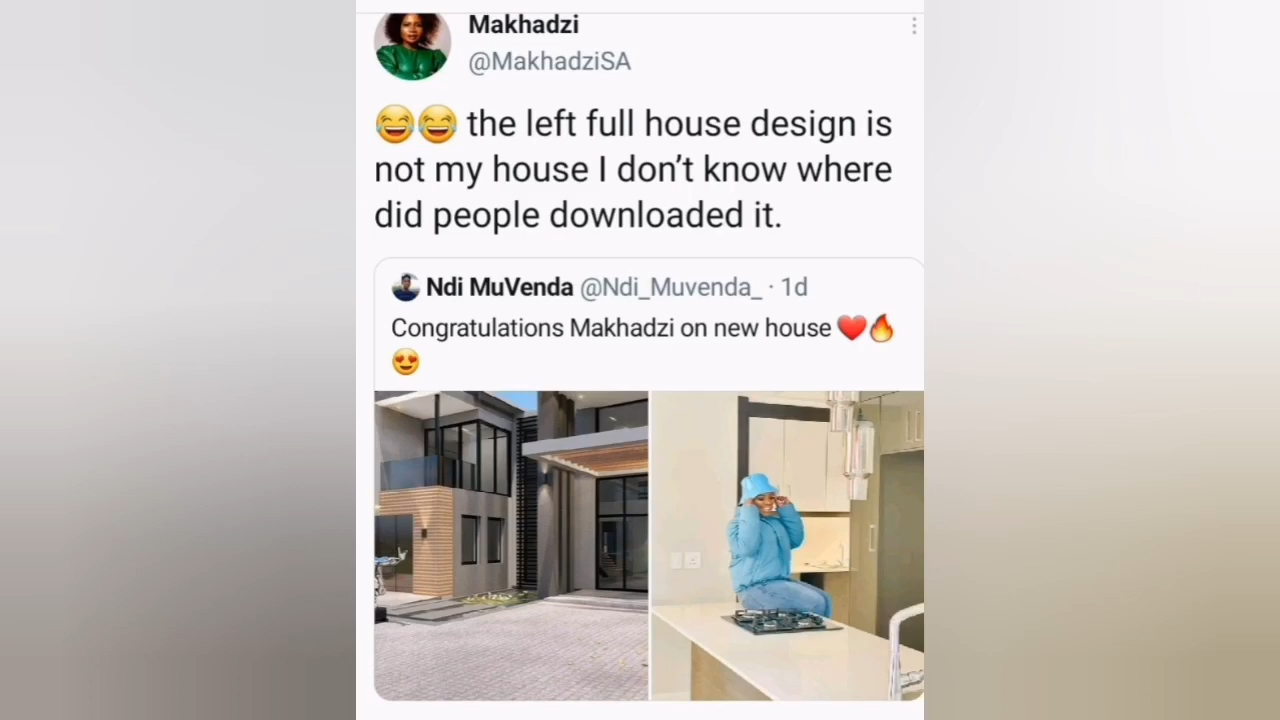 Makhadzi
@MakhadziSA
😂😂 the left full house design is
not my house I don’t know where
did people downloaded it.
Ndi MuVenda @Ndi_Muvenda_ · 1d
Congratulations Makhadzi on new house ❤️🔥
😍